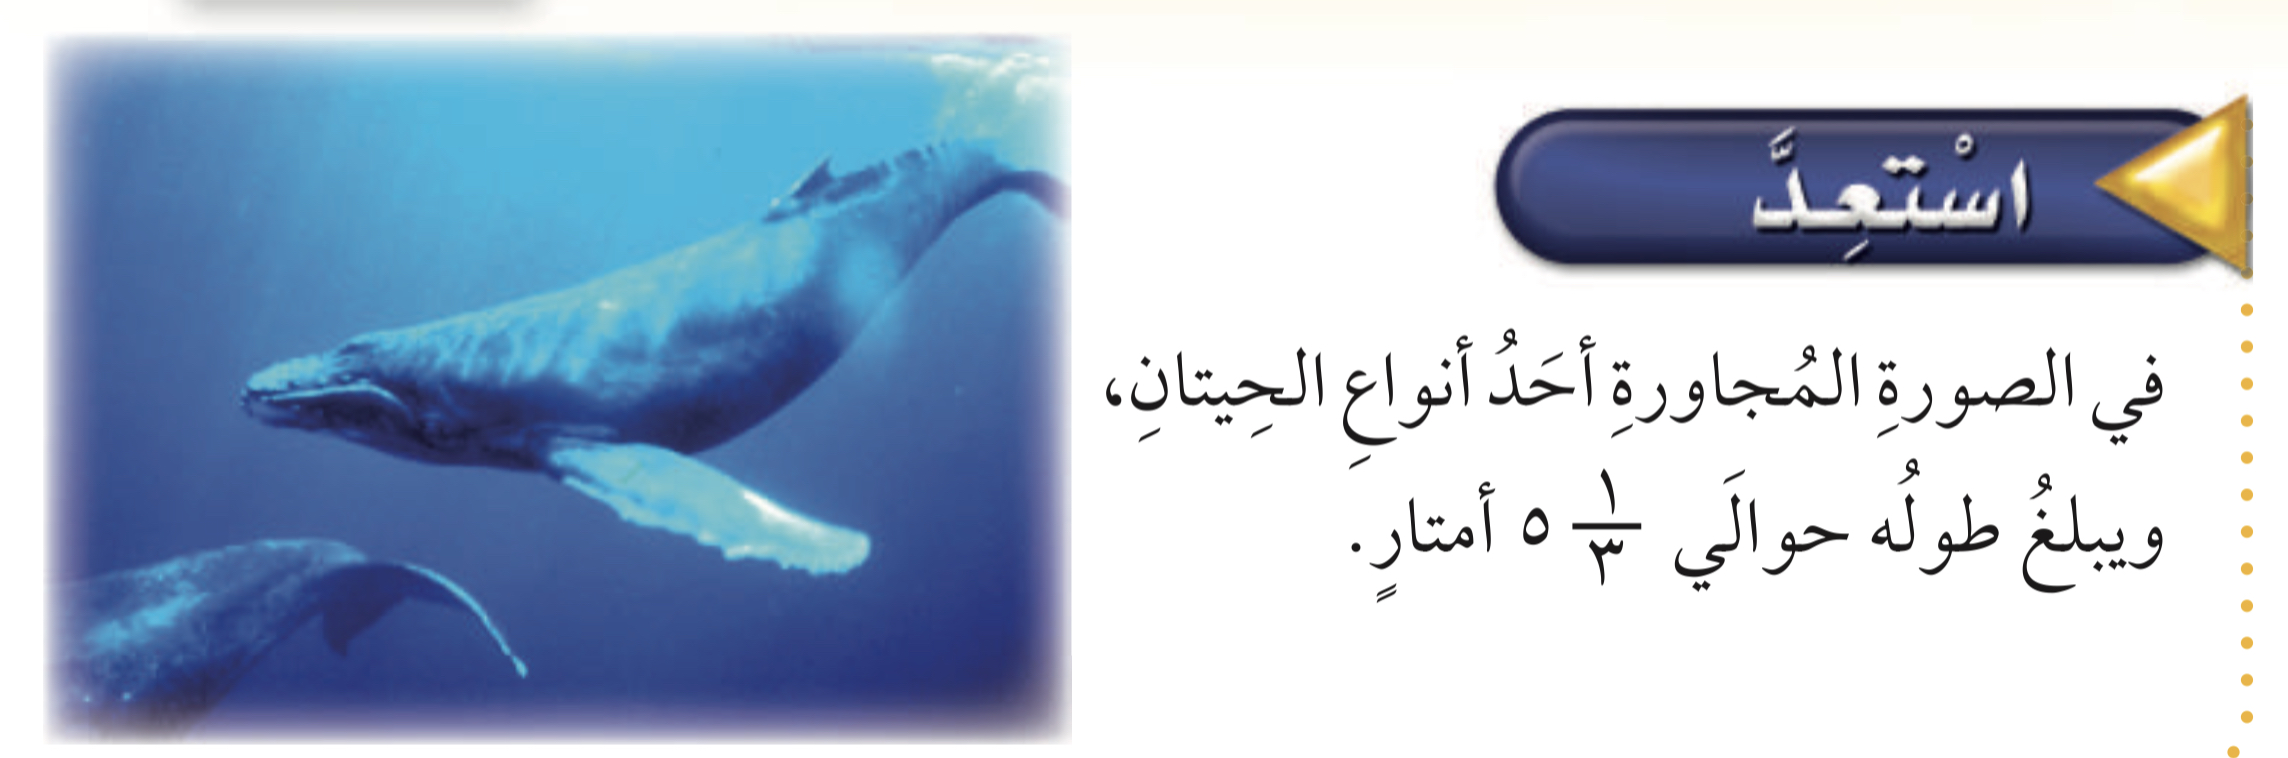 اسْتَعِدَّ
في الصورةِ المُجاورةِ أحَدُ أنواعِ الحِيتانِ،
ويبلغُ طولُه حوالَي ٥ ١/٣ أمتارٍ.